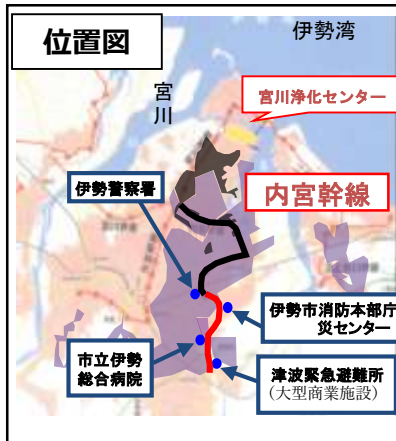 位置図
伊勢湾
宮川
宮川浄化センター
伊勢警察署
内宮幹線
伊勢市消防本部庁
災センター
市立伊勢
総合病院
津波緊急避難所
(大型商業施設)